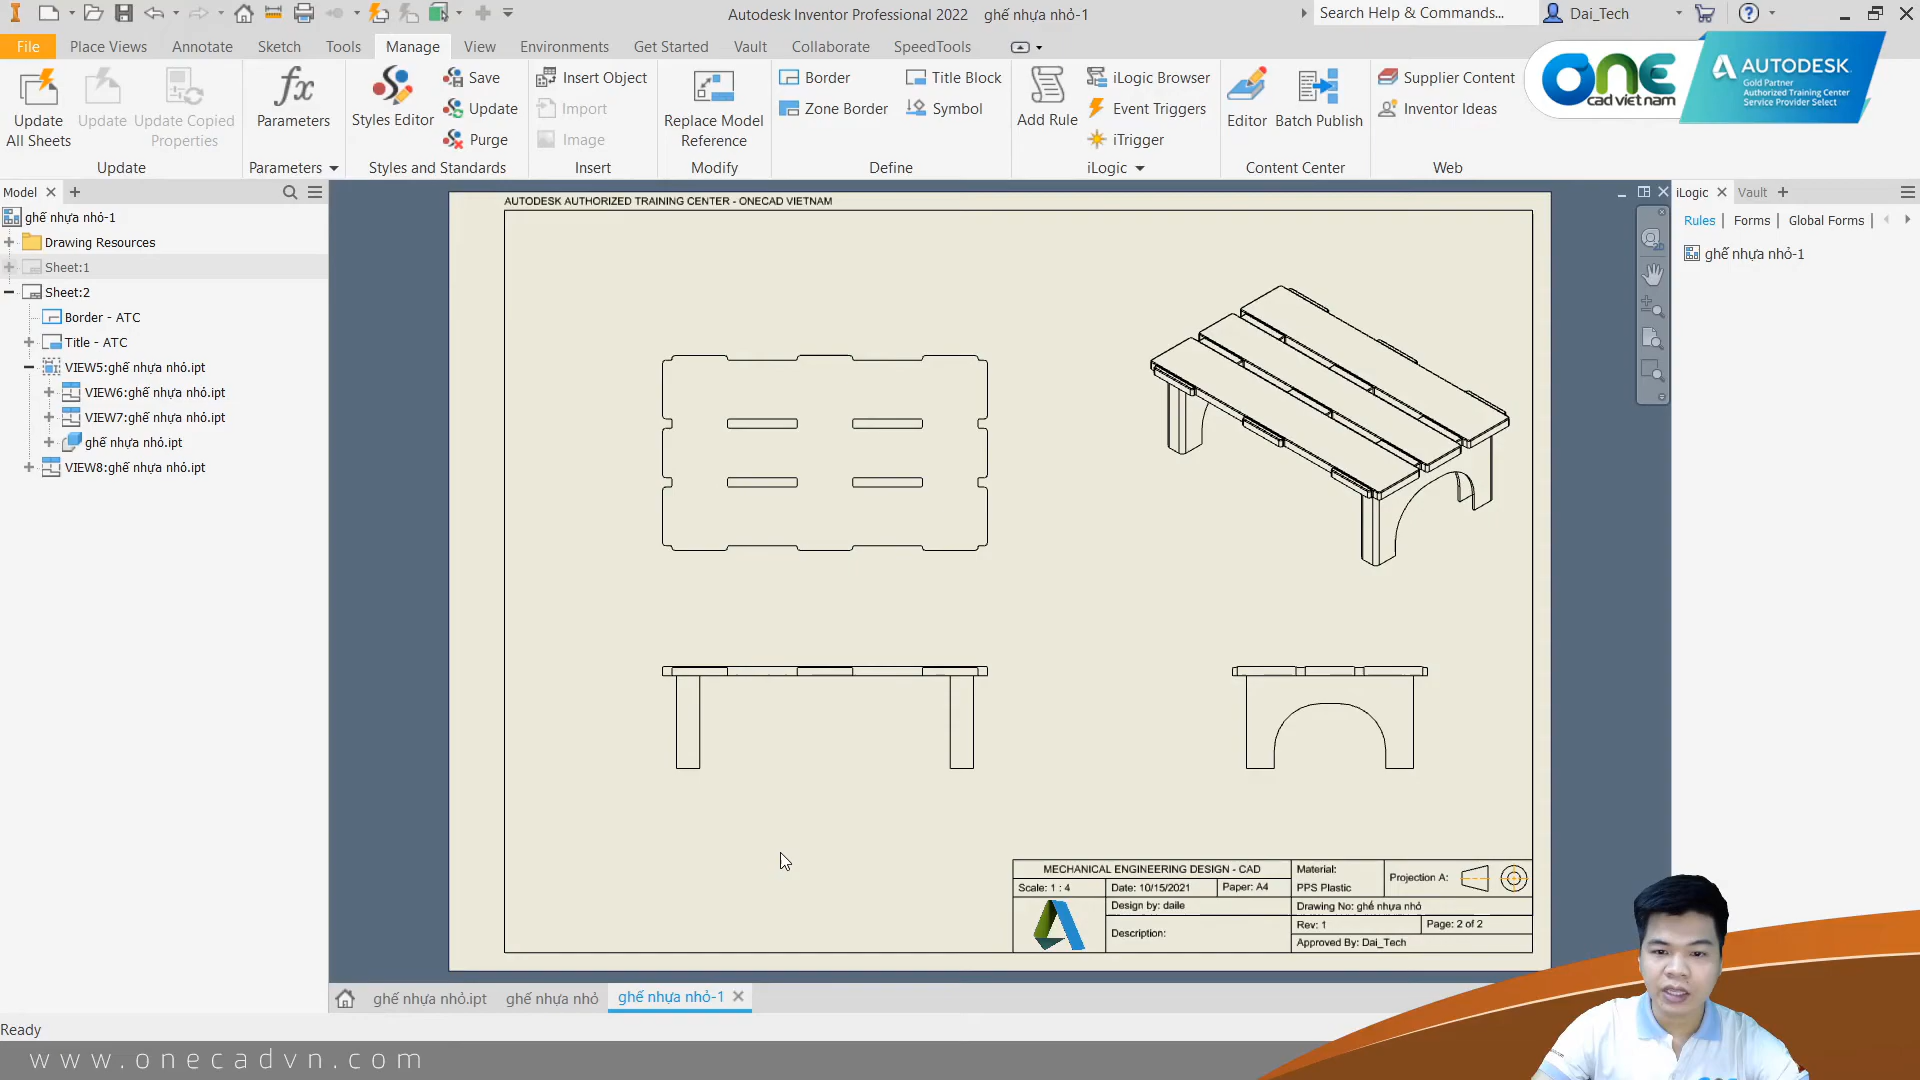 Autodesk Inventor Professional 2022 ghế nhựa nhỏ-1
Search Help & Commands...
Dai_Tech
File
Place Views
Annotate
Sketch
Tools
Manage
View
Environments
Get Started
Vault
Collaborate
SpeedTools
Update All Sheets
Update
Update Copied Properties
Update
fx
Parameters
Parameters
Styles Editor
Save
Update
Purge
Styles and Standards
Insert Object
Import
Image
Insert
Replace Model Reference
Modify
Border
Zone Border
Title Block
Symbol
Define
Add Rule
iLogic Browser
Event Triggers
iTrigger
iLogic
Editor
Batch Publish
Content Center
Supplier Content
Inventor Ideas
Web
one
cad viet nam
AUTODESK.
Gold Partner
Authorized Training Center
Service Provider Select
Model
ghế nhựa nhỏ-1
Drawing Resources
Sheet:1
Sheet:2
Border - ATC
Title - ATC
VIEW5:ghế nhựa nhỏ.ipt
VIEW6:ghế nhựa nhỏ.ipt
VIEW7:ghế nhựa nhỏ.ipt
ghế nhựa nhỏ.ipt
VIEW8:ghế nhựa nhỏ.ipt
AUTODESK AUTHORIZED TRAINING CENTER - ONECAD VIETNAM
iLogic
Vault
Rules
Forms
Global Forms
ghế nhựa nhỏ-1
MECHANICAL ENGINEERING DESIGN - CAD
Scale: 1 : 4
Date: 10/15/2021
Paper: A4
Design by: daile
Description:
Material:
PPS Plastic
Projection A:
Drawing No: ghế nhựa nhỏ
Rev: 1
Page: 2 of 2
Approved By: Dai_Tech
ghế nhựa nhỏ.ipt
ghế nhựa nhỏ
ghế nhựa nhỏ-1
Ready
www.onecadvn.com